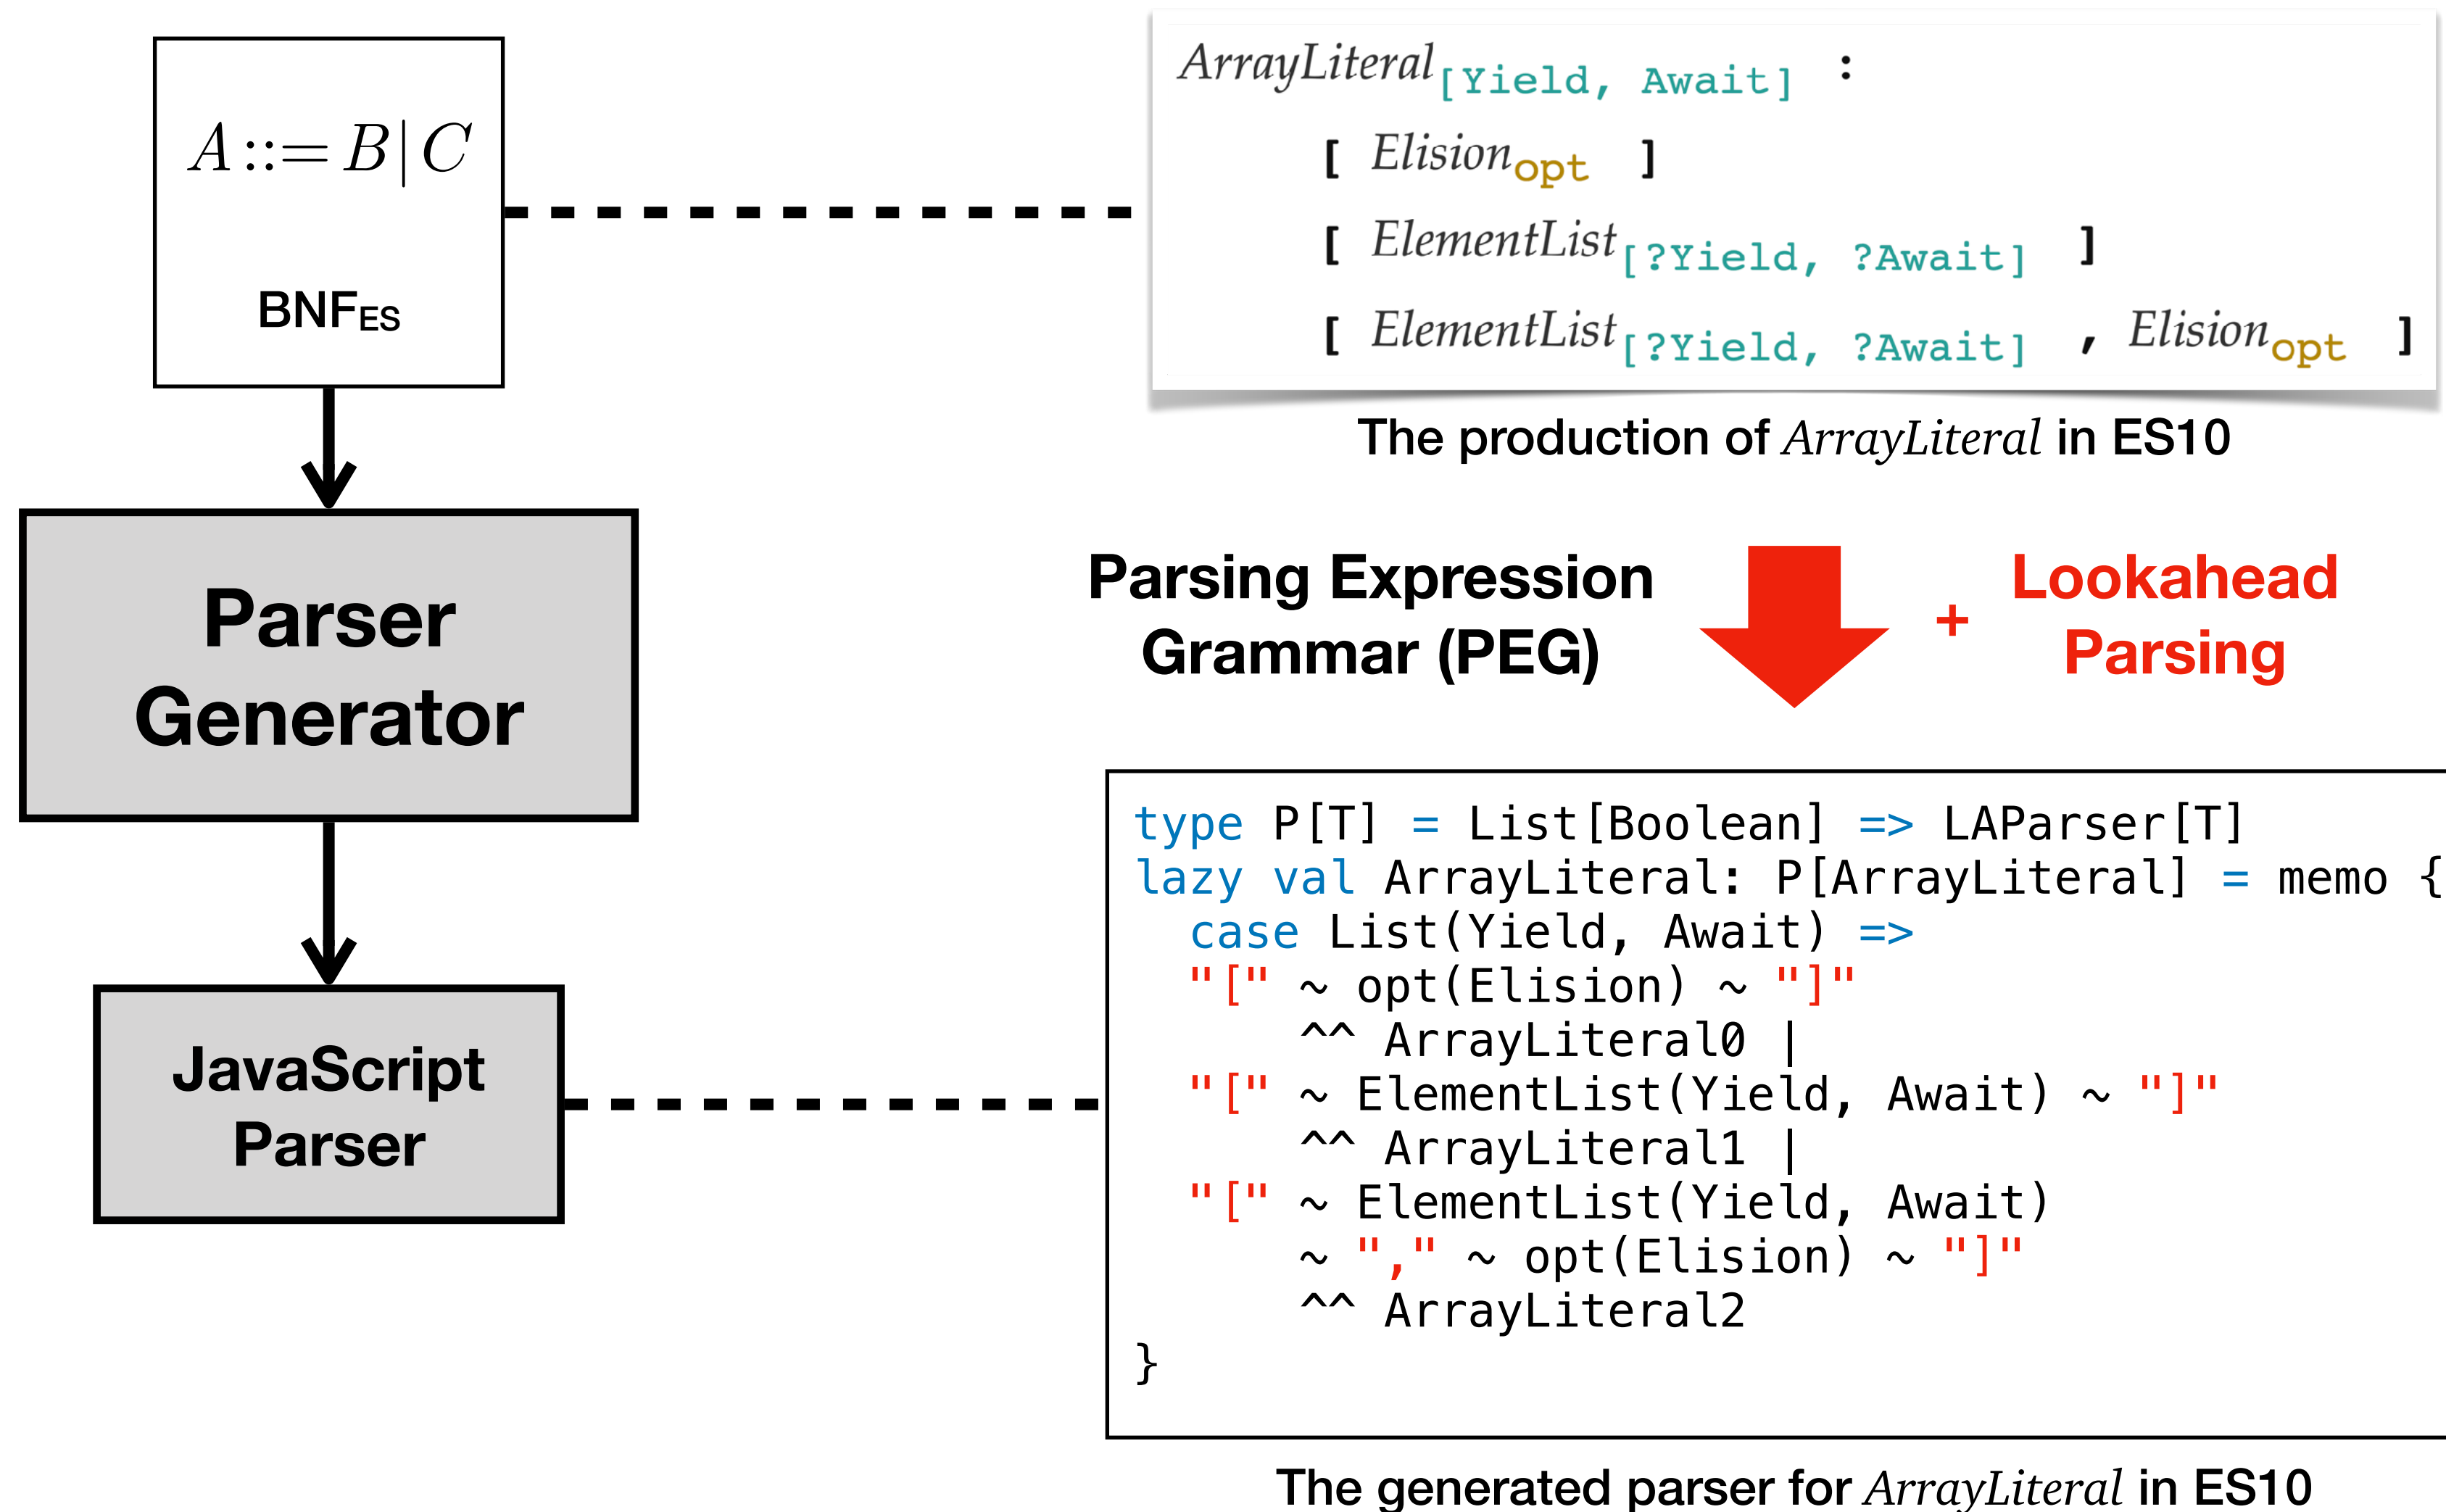 A ::= B | C
BNFES
Parser
Generator
JavaScript
Parser
ArrayLiteral[Yield, Await] :
[ Elisionopt ]
[ ElementList[?Yield, ?Await] ]
[ ElementList[?Yield, ?Await] , Elisionopt ]
The production of ArrayLiteral in ES10
Parsing Expression
Grammar (PEG)
+
Lookahead
Parsing
type P[T] = List[Boolean] => LAParser[T]
lazy val ArrayLiteral: P[ArrayLiteral] = memo {
  case List(Yield, Await) =>
  "[" ~ opt(Elision) ~ "]"
      ^^ ArrayLiteral0 |
  "[" ~ ElementList(Yield, Await) ~ "]"
      ^^ ArrayLiteral1 |
  "[" ~ ElementList(Yield, Await)
      ~ "," ~ opt(Elision) ~ "]"
      ^^ ArrayLiteral2
}
The generated parser for ArrayLiteral in ES10